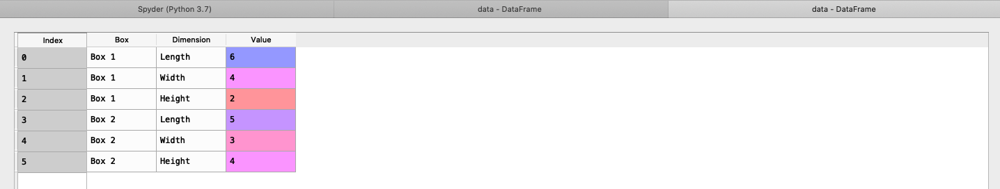 Spyder (Python 3.7) data - DataFrame data - DataFrame
Index Box Dimension Value
0 Box 1 Length 6
1 Box 1 Width 4
2 Box 1 Height 2
3 Box 2 Length 5
4 Box 2 Width 3
5 Box 2 Height 4